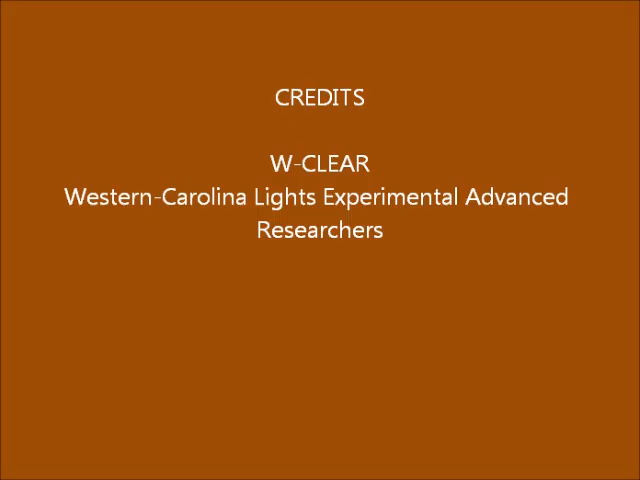 CREDITS
W-CLEAR
Western-Carolina Lights Experimental Advanced
Researchers